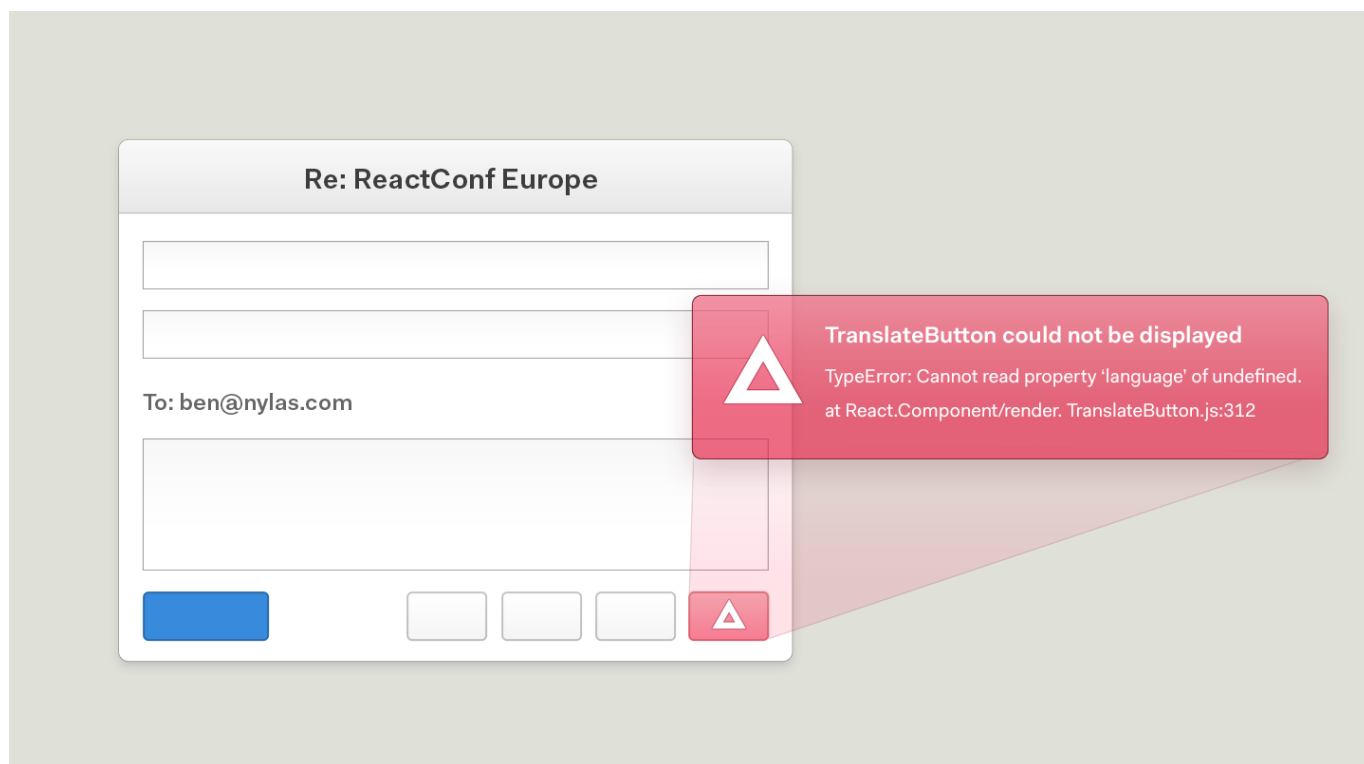 Re: ReactConf Europe
TranslateButton could not be displayed
TypeError: Cannot read property ‘language’ of undefined.
at React.Component/render. TranslateButton.js:312
To: ben@nylas.com